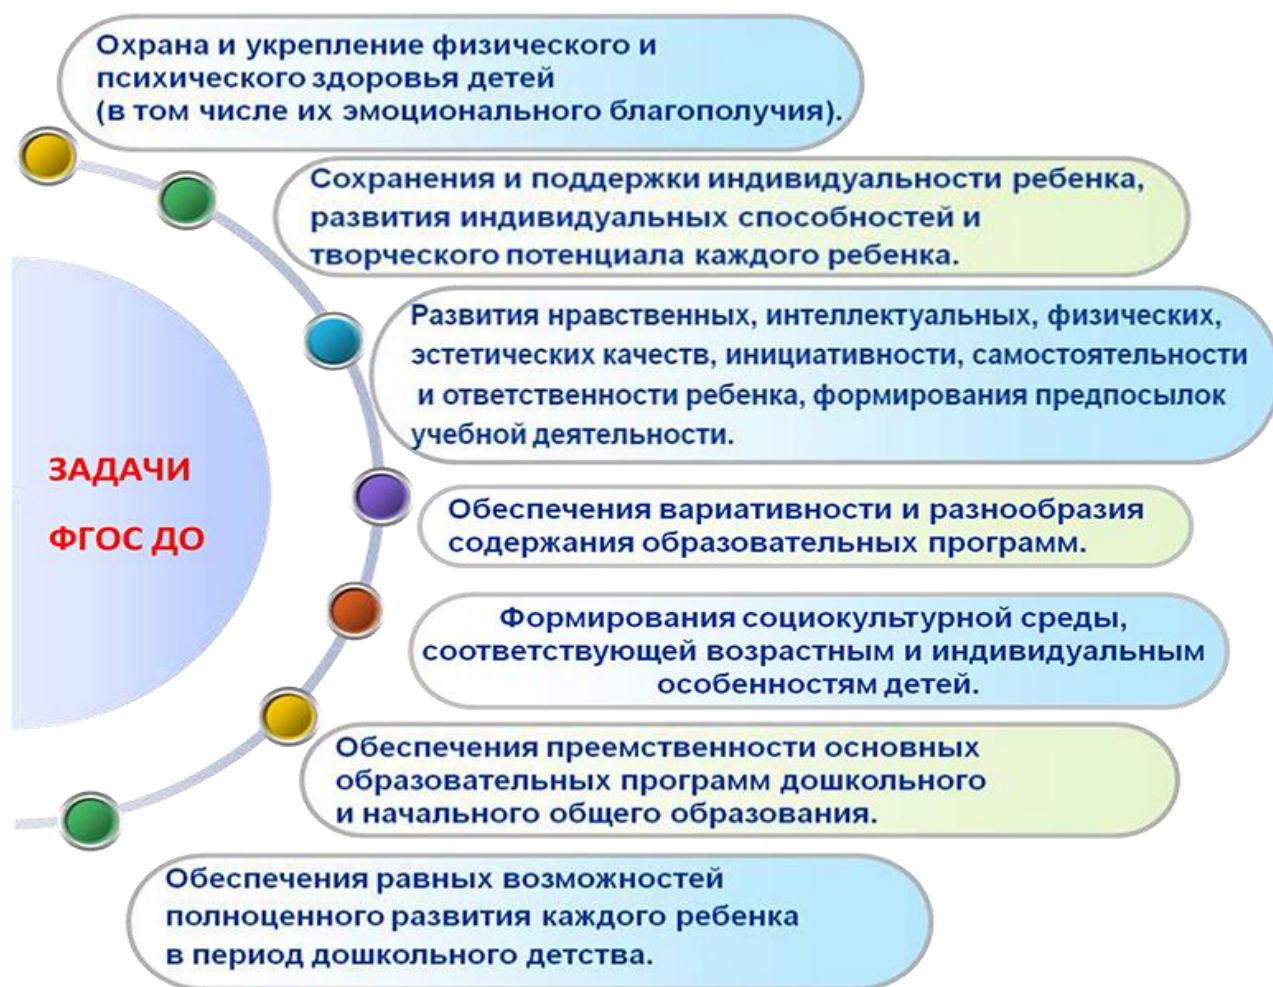 Охрана и укрепление физического и
психического здоровья детей
(в том числе их эмоционального благополучия).
Сохранения и поддержки индивидуальности ребенка,
развития индивидуальных способностей и
творческого потенциала каждого ребенка.
Развития нравственных, интеллектуальных, физических,
эстетических качеств, инициативности, самостоятельности
и ответственности ребенка, формирования предпосылок
учебной деятельности.
ЗАДАЧИ
ФГОС ДО
Обеспечения вариативности и разнообразия
содержания образовательных программ.
Формирования социокультурной среды,
соответствующей возрастным и индивидуальным
особенностям детей.
Обеспечения преемственности основных
образовательных программ дошкольного
и начального общего образования.
Обеспечения равных возможностей
полноценного развития каждого ребенка
в период дошкольного детства.